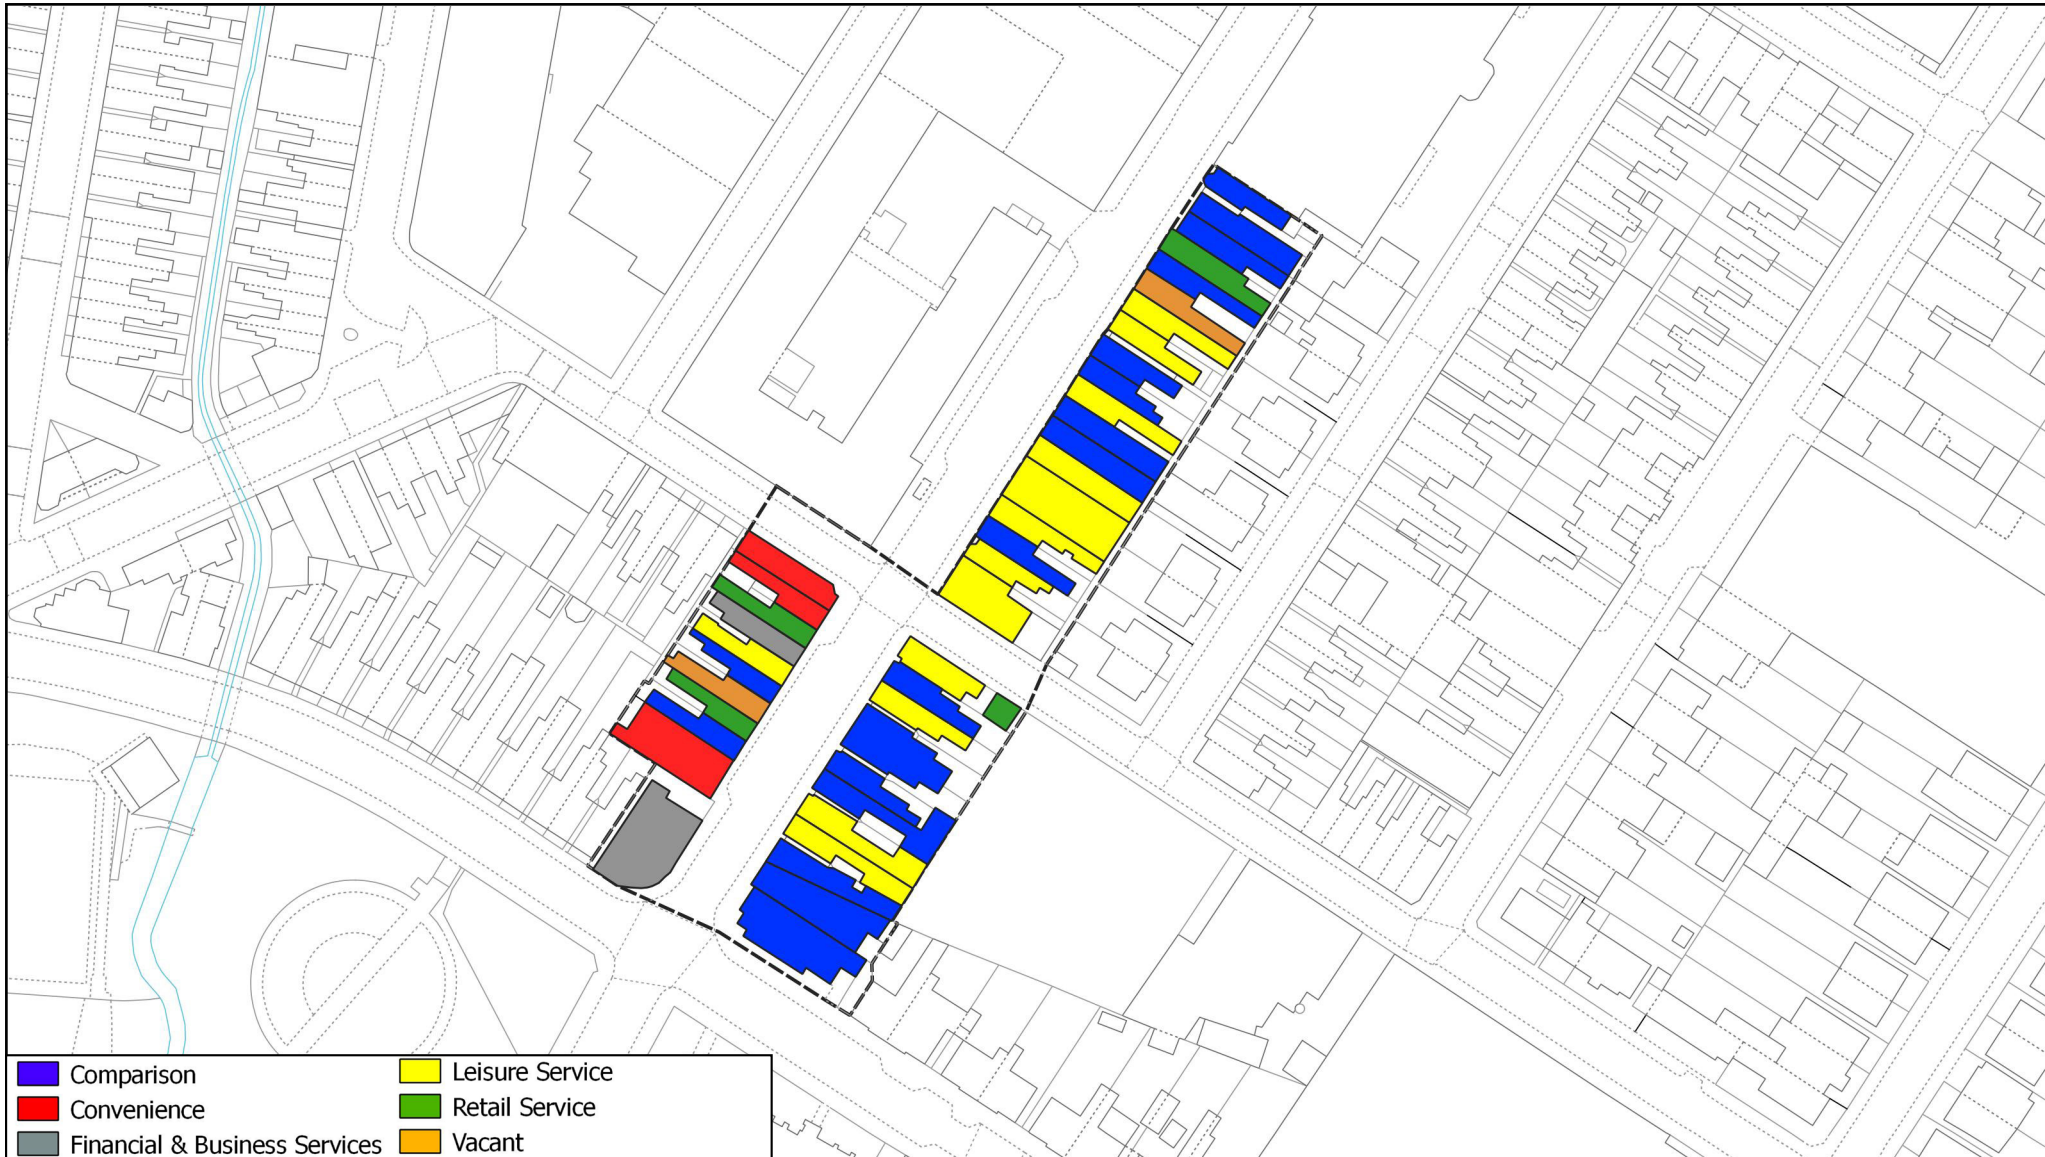 Comparison
Convenience
Financial & Business Services
Leisure Service
Retail Service
Vacant